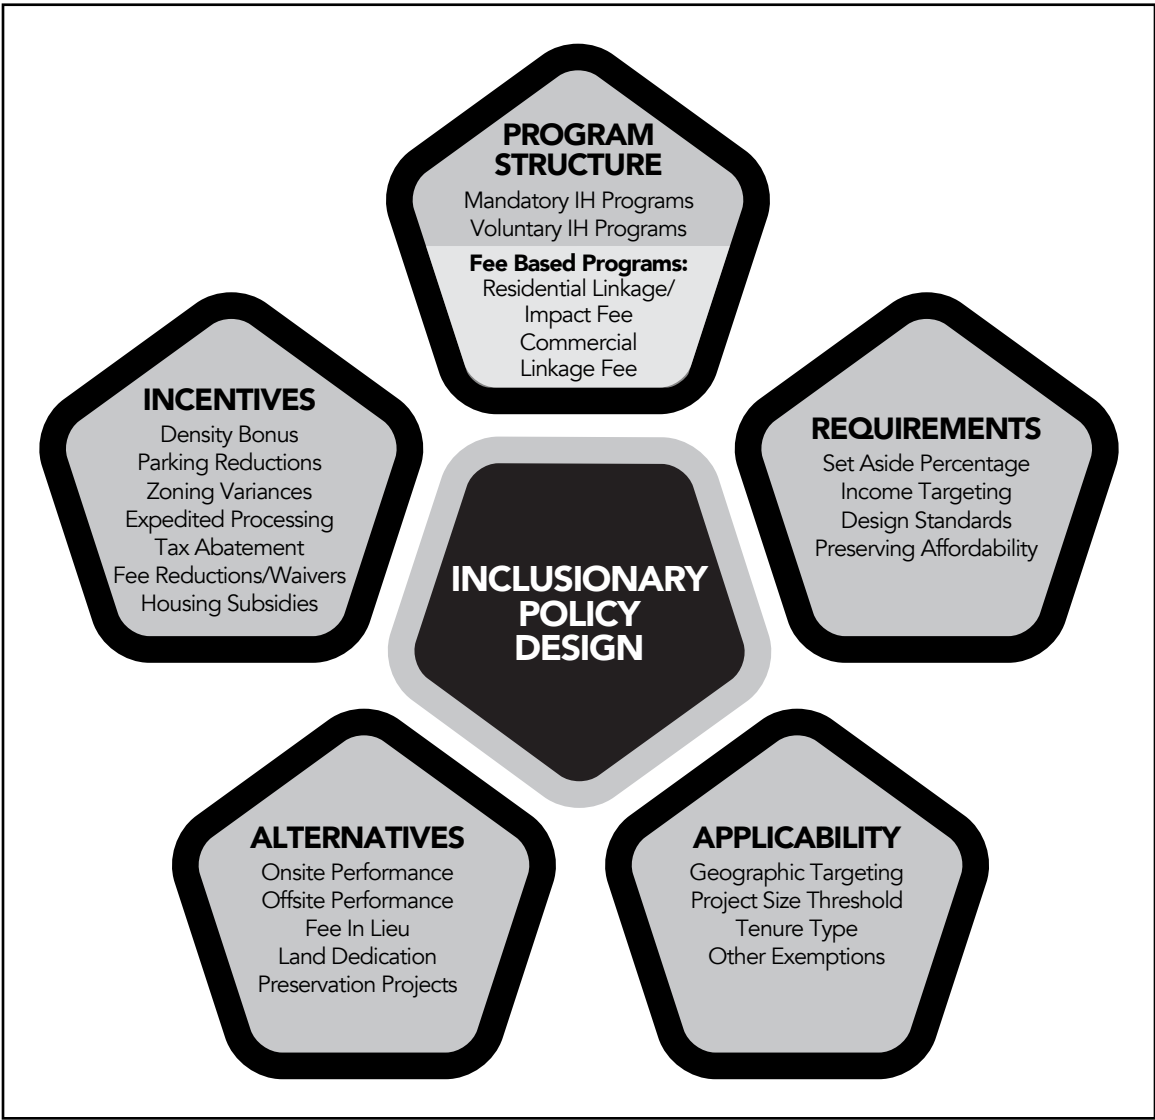 PROGRAM
STRUCTURE
Mandatory IH Programs
Voluntary IH Programs
Fee Based Programs:
Residential Linkage/
Impact Fee
Commercial
Linkage Fee
INCENTIVES
Density Bonus
Parking Reductions
Zoning Variances
Expedited Processing
Tax Abatement
Fee Reductions/Waivers
Housing Subsidies
REQUIREMENTS
Set Aside Percentage
Income Targeting
Design Standards
Preserving Affordability
INCLUSIONARY
POLICY
DESIGN
ALTERNATIVES
Onsite Performance
Offsite Performance
Fee In Lieu
Land Dedication
Preservation Projects
APPLICABILITY
Geographic Targeting
Project Size Threshold
Tenure Type
Other Exemptions